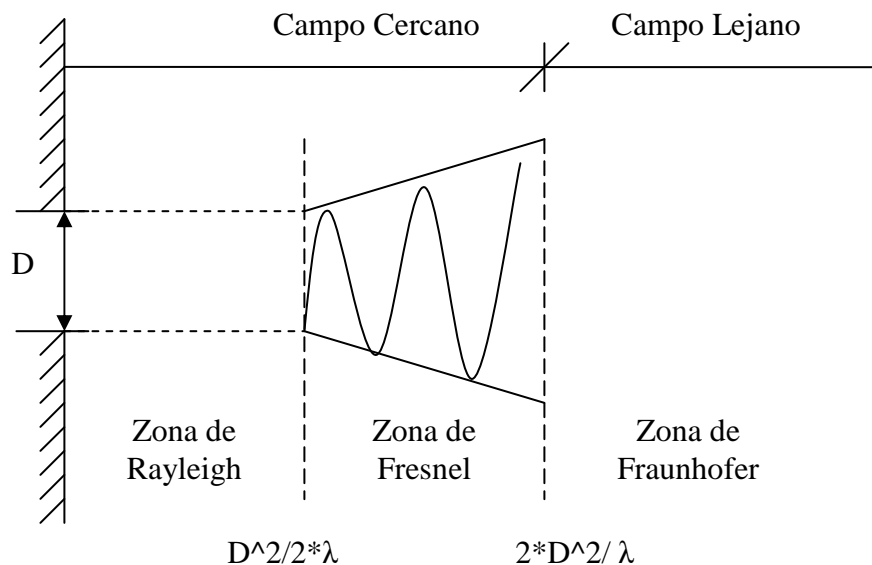 Campo Cercano
Campo Lejano
D
Zona de
Rayleigh
Zona de
Fresnel
Zona de
Fraunhofer
D^2/2*λ
2*D^2/ λ